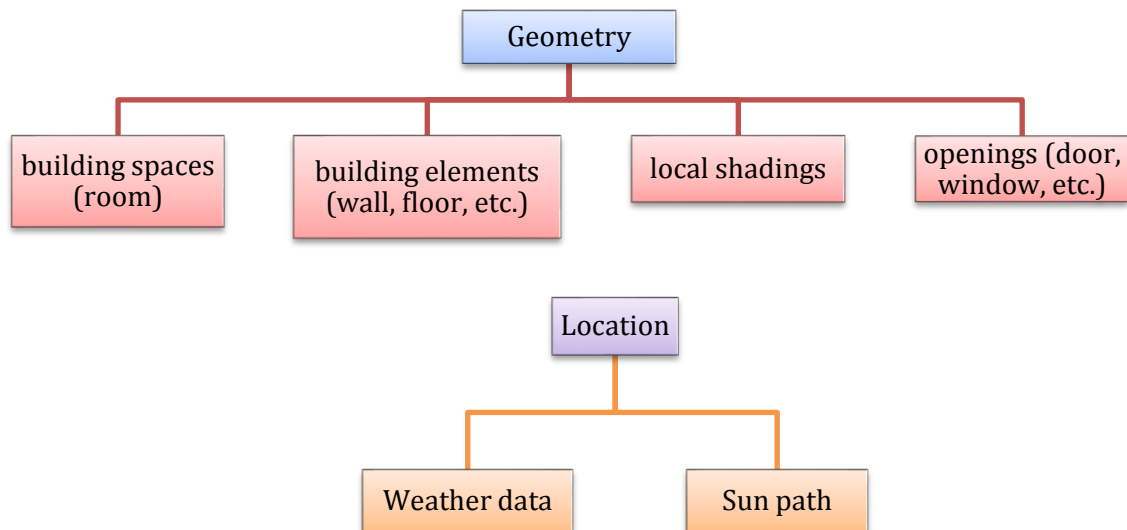 Geometry
building spaces
(room)
building elements
(wall, floor, etc.)
local shadings
openings (door,
window, etc.)
Location
Weather data
Sun path